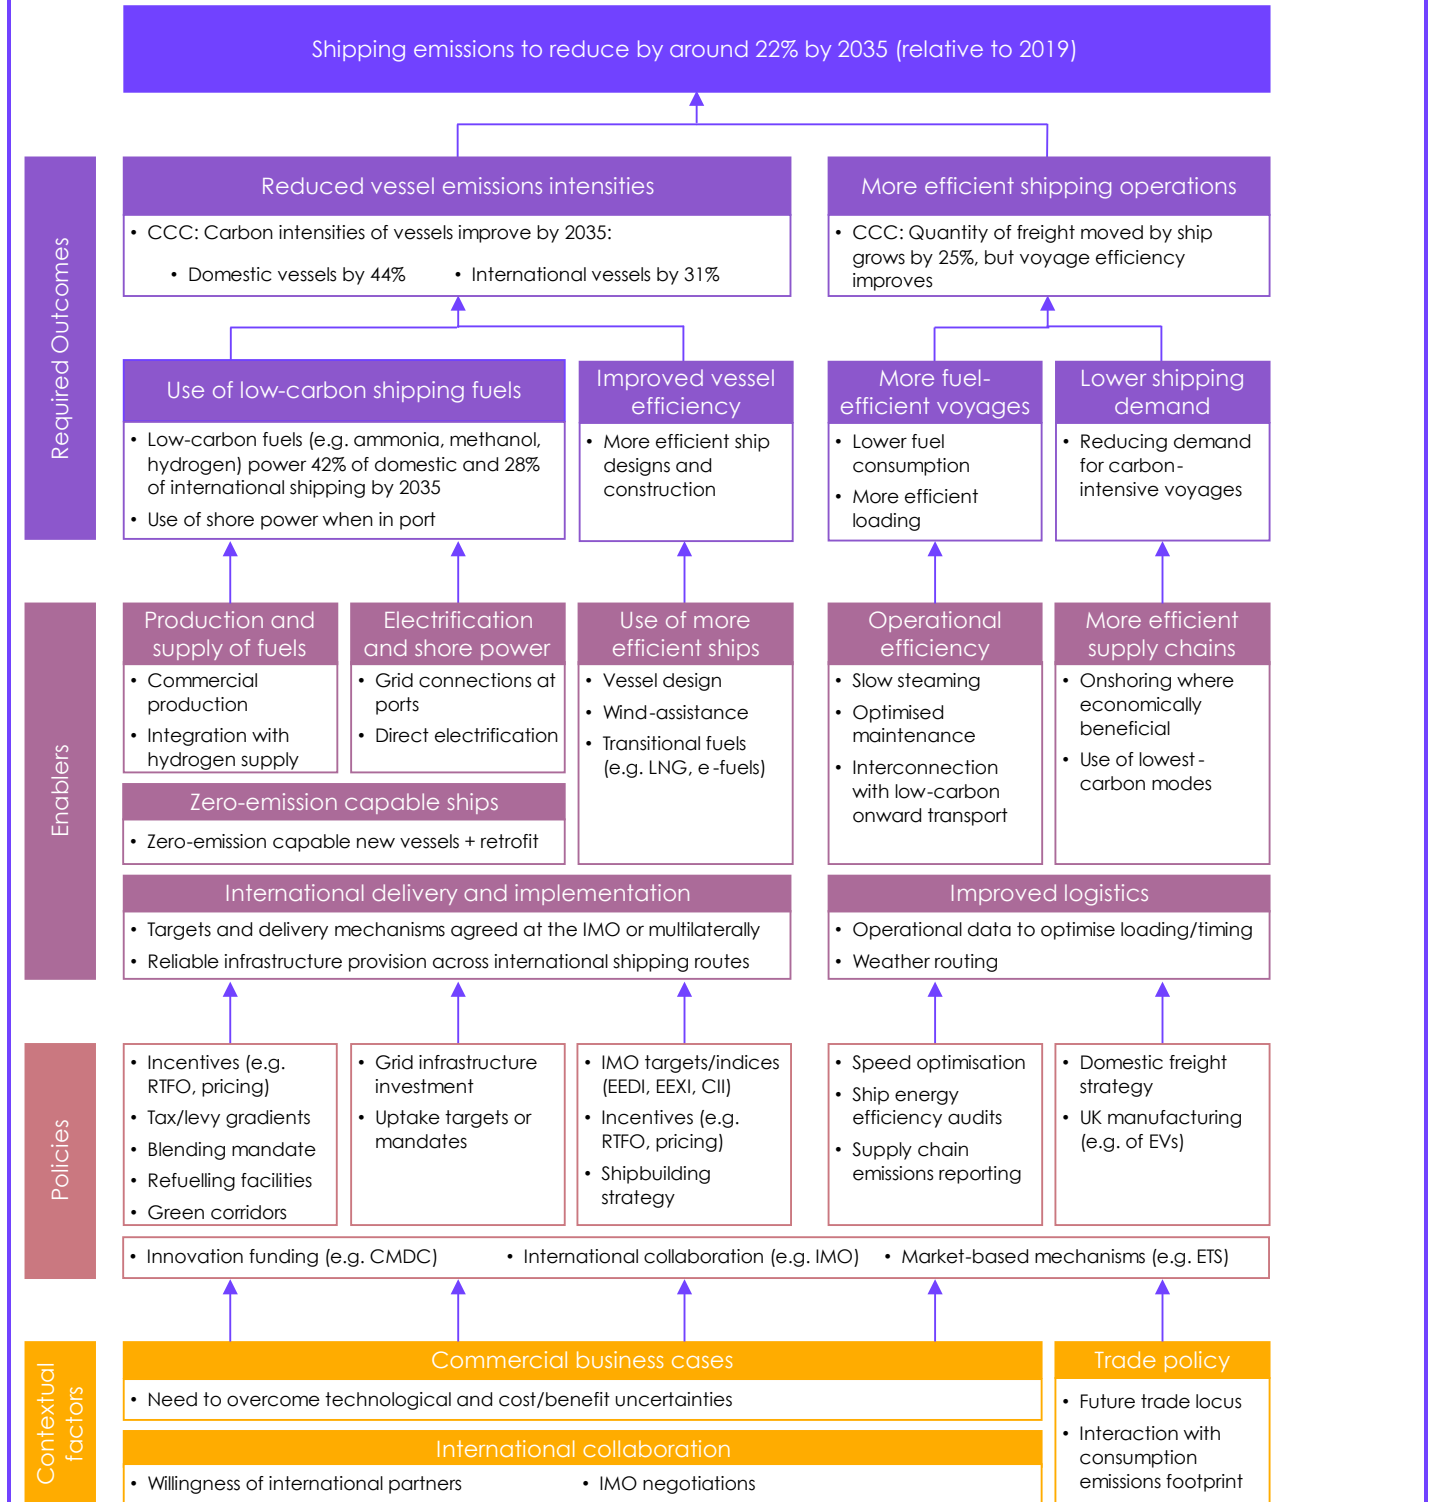 Shipping emissions to reduce by around 22% by 2035 (relative to 2019)
Required Outcomes
Reduced vessel emissions intensities
• CCC: Carbon intensities of vessels improve by 2035:
• Domestic vessels by 44%
• International vessels by 31%
More efficient shipping operations
• CCC: Quantity of freight moved by ship
grows by 25%, but voyage efficiency
improves
Use of low-carbon shipping fuels
• Low-carbon fuels (e.g. ammonia, methanol,
hydrogen) power 42% of domestic and 28%
of international shipping by 2035
• Use of shore power when in port
Improved vessel
efficiency
• More efficient ship
designs and
construction
More fuel-
efficient voyages
• Lower fuel
consumption
• More efficient
loading
Lower shipping
demand
• Reducing demand
for carbon-
intensive voyages
Enablers
Production and
supply of fuels
• Commercial
production
• Integration with
hydrogen supply
Electrification
and shore power
• Grid connections at
ports
• Direct electrification
Zero-emission capable ships
• Zero-emission capable new vessels + retrofit
Use of more
efficient ships
• Vessel design
• Wind-assistance
• Transitional fuels
(e.g. LNG, e-fuels)
Operational
efficiency
• Slow steaming
• Optimised
maintenance
• Interconnection
with low-carbon
onward transport
More efficient
supply chains
• Onshoring where
economically
beneficial
• Use of lowest-
carbon modes
International delivery and implementation
• Targets and delivery mechanisms agreed at the IMO or multilaterally
• Reliable infrastructure provision across international shipping routes
Improved logistics
• Operational data to optimise loading/timing
• Weather routing
Policies
• Incentives (e.g.
RTFO, pricing)
• Tax/levy gradients
• Blending mandate
• Refuelling facilities
• Green corridors
• Grid infrastructure
investment
• Uptake targets or
mandates
• IMO targets/indices
(EEDI, EEXI, CII)
• Incentives (e.g.
RTFO, pricing)
• Shipbuilding
strategy
• Speed optimisation
• Ship energy
efficiency audits
• Supply chain
emissions reporting
• Domestic freight
strategy
• UK manufacturing
(e.g. of EVs)
• Innovation funding (e.g. CMDC)
• International collaboration (e.g. IMO)
• Market-based mechanisms (e.g. ETS)
Contextual
factors
Commercial business cases
• Need to overcome technological and cost/benefit uncertainties
International collaboration
• Willingness of international partners
• IMO negotiations
Trade policy
• Future trade locus
• Interaction with
consumption
emissions footprint